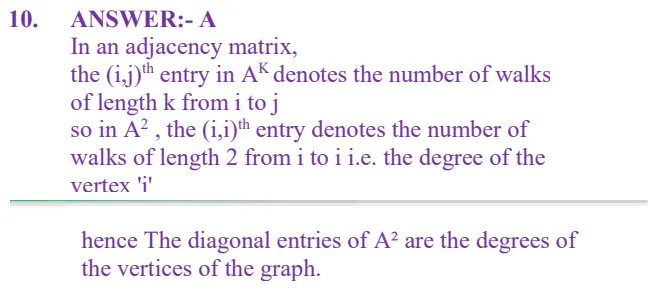 10. ANSWER:- A
In an adjacency matrix,
the (i,j)ᵗʰ entry in Aᴷ denotes the number of walks
of length k from i to j
so in A² , the (i,i)ᵗʰ entry denotes the number of
walks of length 2 from i to i i.e. the degree of the
vertex 'i'
hence The diagonal entries of A² are the degrees of
the vertices of the graph.